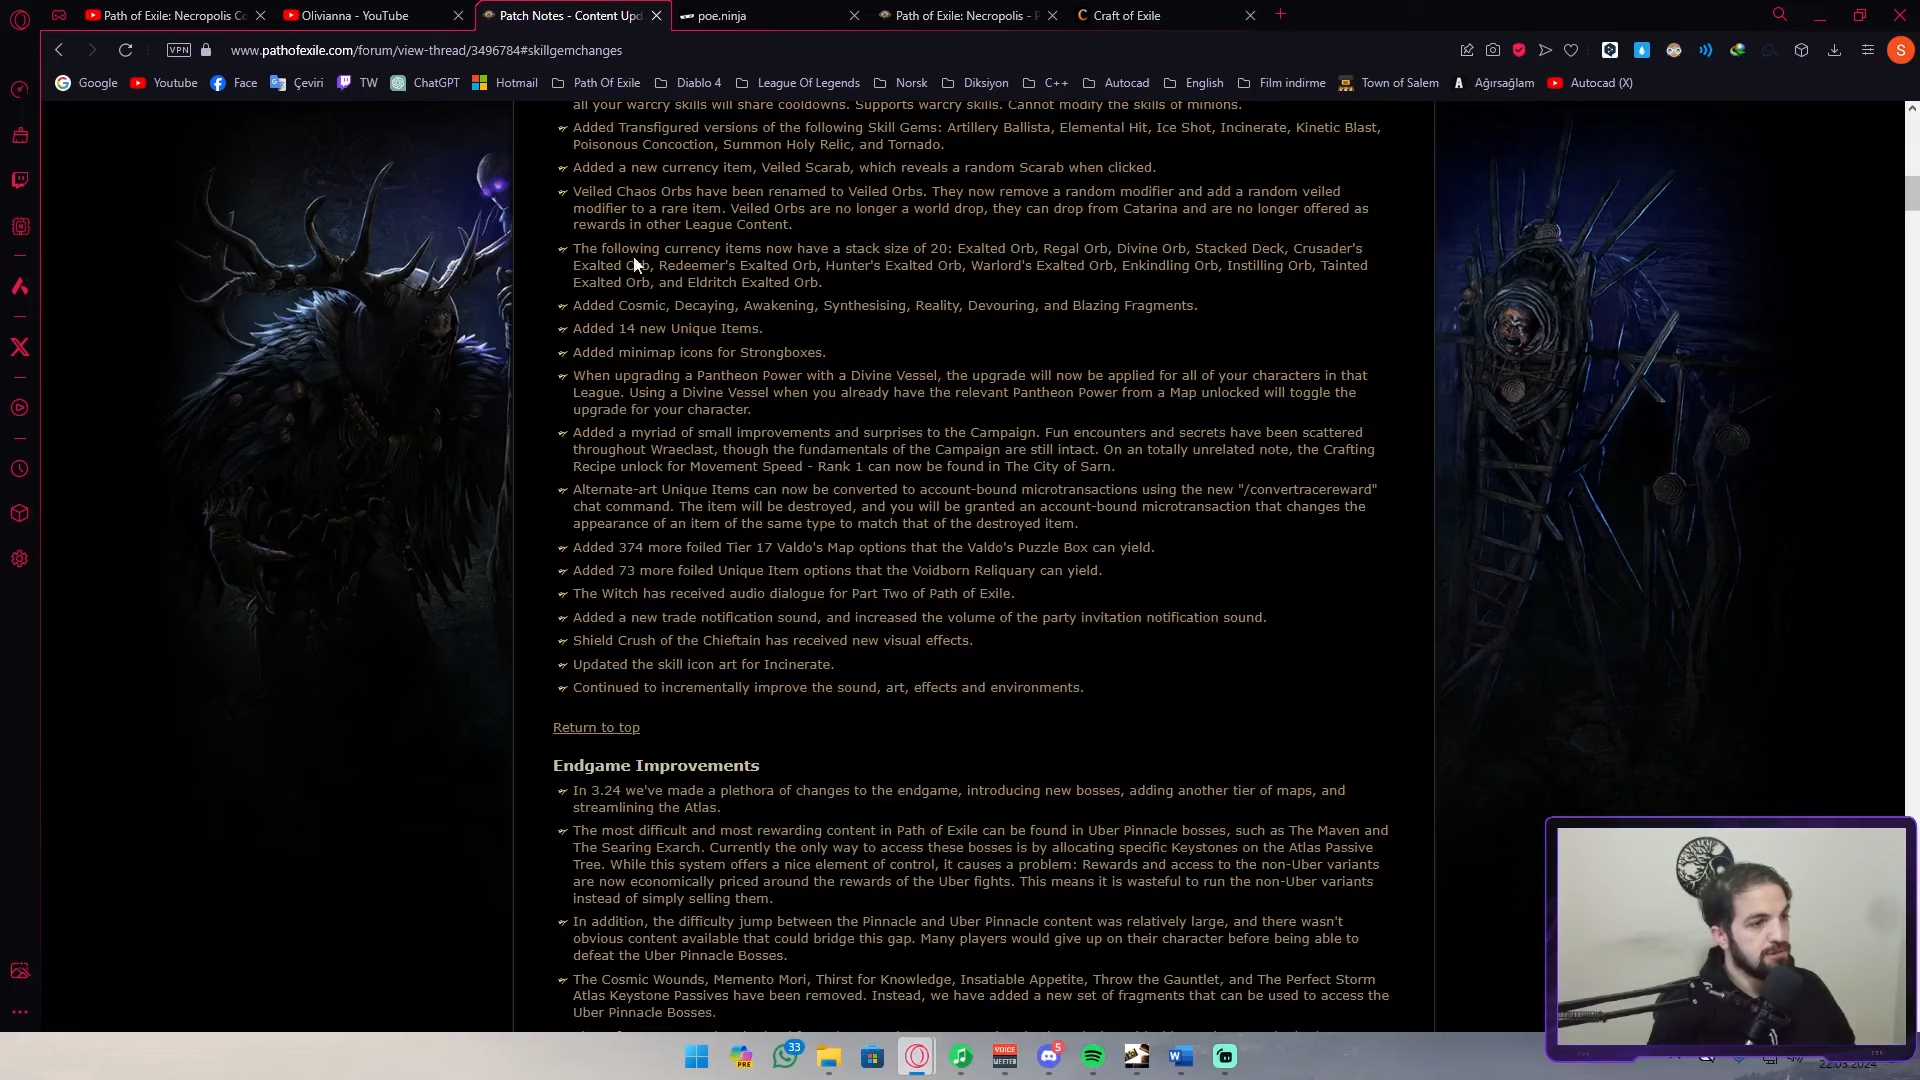 Path of Exile: Necropolis Co
Olivianna - YouTube
Patch Notes - Content Upd
poe.ninja
Path of Exile: Necropolis - P
Craft of Exile
VPN
www.pathofexile.com/forum/view-thread/3496784#skillgemchanges
S
Google
Youtube
Face
Çeviri
TW
ChatGPT
Hotmail
Path Of Exile
Diablo 4
League Of Legends
Norsk
Diksiyon
C++
Autocad
English
Film indirme
Town of Salem
Ağırsağlam
Autocad (X)
all your warcry skills will share cooldowns. Supports warcry skills. Cannot modify the skills of minions.
Added Transfigured versions of the following Skill Gems: Artillery Ballista, Elemental Hit, Ice Shot, Incinerate, Kinetic Blast,
Poisonous Concoction, Summon Holy Relic, and Tornado.
Added a new currency item, Veiled Scarab, which reveals a random Scarab when clicked.
Veiled Chaos Orbs have been renamed to Veiled Orbs. They now remove a random modifier and add a random veiled
modifier to a rare item. Veiled Orbs are no longer a world drop, they can drop from Catarina and are no longer offered as
rewards in other League Content.
The following currency items now have a stack size of 20: Exalted Orb, Regal Orb, Divine Orb, Stacked Deck, Crusader's
Exalted Orb, Redeemer's Exalted Orb, Hunter's Exalted Orb, Warlord's Exalted Orb, Enkindling Orb, Instilling Orb, Tainted
Exalted Orb, and Eldritch Exalted Orb.
Added Cosmic, Decaying, Awakening, Synthesising, Reality, Devouring, and Blazing Fragments.
Added 14 new Unique Items.
Added minimap icons for Strongboxes.
When upgrading a Pantheon Power with a Divine Vessel, the upgrade will now be applied for all of your characters in that
League. Using a Divine Vessel when you already have the relevant Pantheon Power from a Map unlocked will toggle the
upgrade for your character.
Added a myriad of small improvements and surprises to the Campaign. Fun encounters and secrets have been scattered
throughout Wraeclast, though the fundamentals of the Campaign are still intact. On an totally unrelated note, the Crafting
Recipe unlock for Movement Speed - Rank 1 can now be found in The City of Sarn.
Alternate-art Unique Items can now be converted to account-bound microtransactions using the new "/convertracereward"
chat command. The item will be destroyed, and you will be granted an account-bound microtransaction that changes the
appearance of an item of the same type to match that of the destroyed item.
Added 374 more foiled Tier 17 Valdo's Map options that the Valdo's Puzzle Box can yield.
Added 73 more foiled Unique Item options that the Voidborn Reliquary can yield.
The Witch has received audio dialogue for Part Two of Path of Exile.
Added a new trade notification sound, and increased the volume of the party invitation notification sound.
Shield Crush of the Chieftain has received new visual effects.
Updated the skill icon art for Incinerate.
Continued to incrementally improve the sound, art, effects and environments.
Return to top
Endgame Improvements
In 3.24 we've made a plethora of changes to the endgame, introducing new bosses, adding another tier of maps, and
streamlining the Atlas.
The most difficult and most rewarding content in Path of Exile can be found in Uber Pinnacle bosses, such as The Maven and
The Searing Exarch. Currently the only way to access these bosses is by allocating specific Keystones on the Atlas Passive
Tree. While this system offers a nice element of control, it causes a problem: Rewards and access to the non-Uber variants
are now economically priced around the rewards of the Uber fights. This means it is wasteful to run the non-Uber variants
instead of simply selling them.
In addition, the difficulty jump between the Pinnacle and Uber Pinnacle content was relatively large, and there wasn't
obvious content available that could bridge this gap. Many players would give up on their character before being able to
defeat the Uber Pinnacle Bosses.
The Cosmic Wounds, Memento Mori, Thirst for Knowledge, Insatiable Appetite, Throw the Gauntlet, and The Perfect Storm
Atlas Keystone Passives have been removed. Instead, we have added a new set of fragments that can be used to access the
Uber Pinnacle Bosses.
PRE
33
VOICE
MEETER
5
22.03.2024